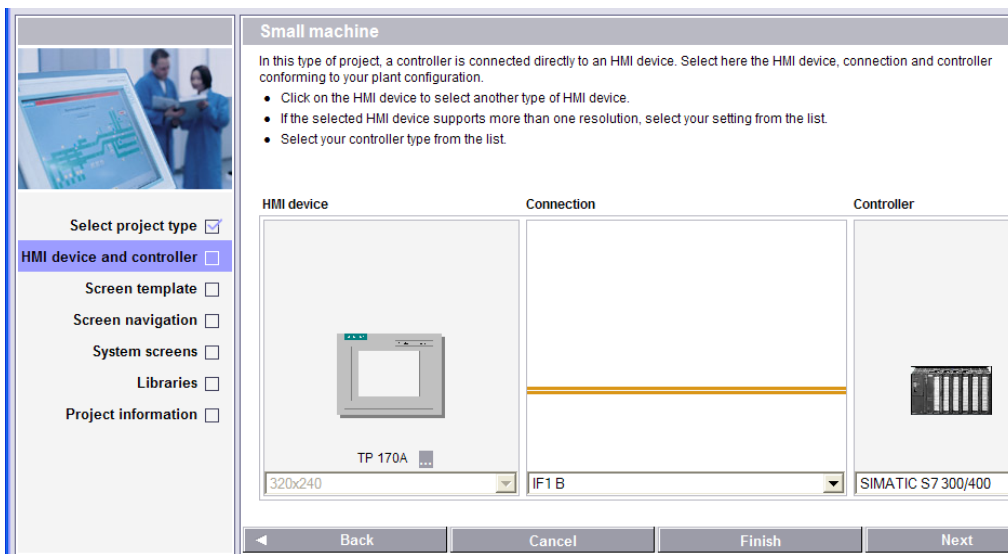 Small machine
In this type of project, a controller is connected directly to an HMI device. Select here the HMI device, connection and controller
conforming to your plant configuration.
• Click on the HMI device to select another type of HMI device.
• If the selected HMI device supports more than one resolution, select your setting from the list.
• Select your controller type from the list.
Select project type
HMI device and controller
Screen template
Screen navigation
System screens
Libraries
Project information
HMI device
Connection
Controller
TP 170A
...
320x240
IF1 B
SIMATIC S7 300/400
Back
Cancel
Finish
Next